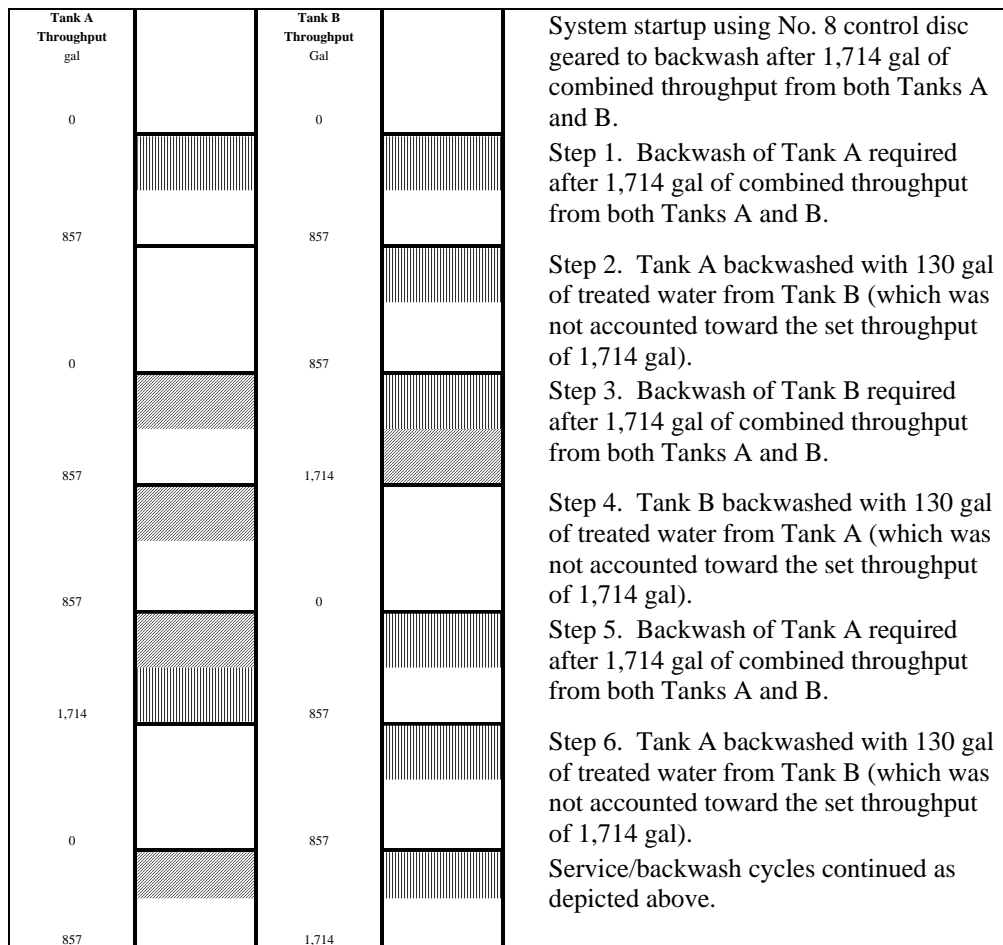 Tank A
Throughput
gal
Tank B
Throughput
Gal
System startup using No. 8 control disc
geared to backwash after 1,714 gal of
combined throughput from both Tanks A
and B.
0
0
Step 1. Backwash of Tank A required
after 1,714 gal of combined throughput
from both Tanks A and B.
857
857
Step 2. Tank A backwashed with 130 gal
of treated water from Tank B (which was
not accounted toward the set throughput
of 1,714 gal).
0
857
Step 3. Backwash of Tank B required
after 1,714 gal of combined throughput
from both Tanks A and B.
857
1,714
Step 4. Tank B backwashed with 130 gal
of treated water from Tank A (which was
not accounted toward the set throughput
of 1,714 gal).
857
0
Step 5. Backwash of Tank A required
after 1,714 gal of combined throughput
from both Tanks A and B.
1,714
857
Step 6. Tank A backwashed with 130 gal
of treated water from Tank B (which was
not accounted toward the set throughput
of 1,714 gal).
0
857
Service/backwash cycles continued as
depicted above.
857
1,714